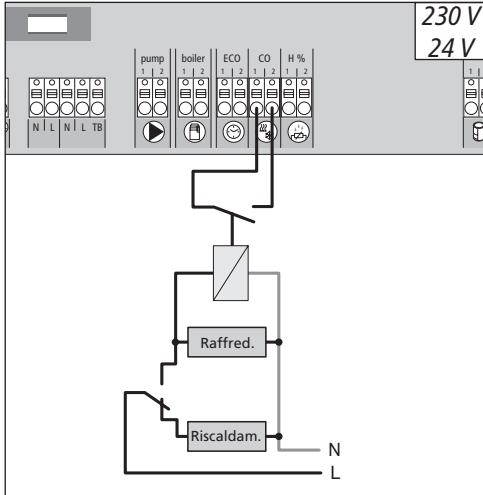 230 V
24 V
pump boiler ECO CO H %
1 2 1 2 1 2 1 2 1 2 1
N L N L TB
Raffred.
Riscaldam.
N
L